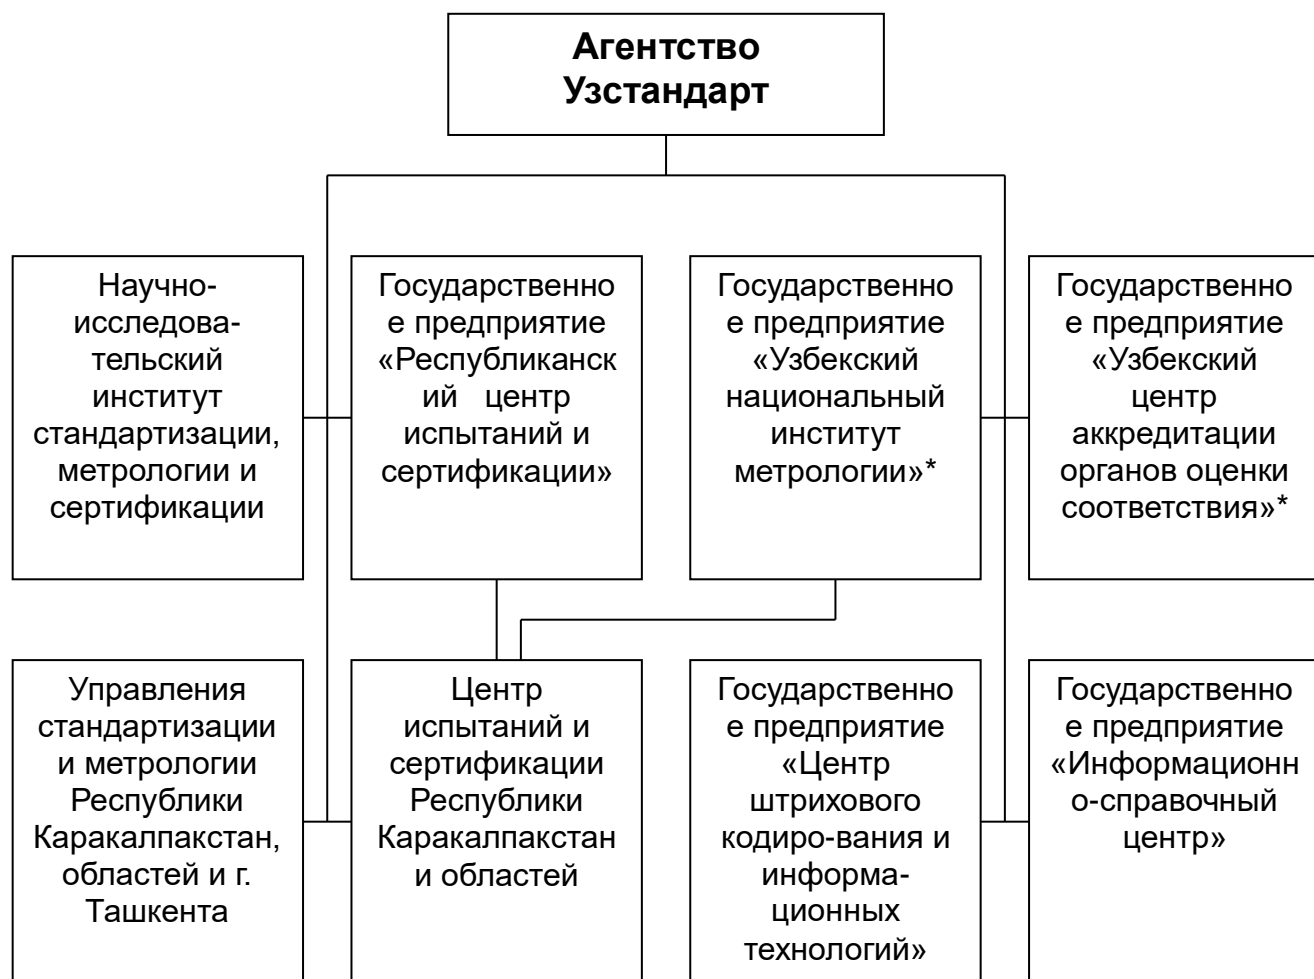 Агентство
Узстандарт
Научно-
исследова-
тельский
институт
стандартизации,
метрологии и
сертификации
Государственно
е предприятие
«Республиканск
ий центр
испытаний и
сертификации»
Государственно
е предприятие
«Узбекский
национальный
институт
метрологии»*
Государственно
е предприятие
«Узбекский
центр
аккредитации
органов оценки
соответствия»*
Управления
стандартизации
и метрологии
Республики
Каракалпакстан,
областей и г.
Ташкента
Центр
испытаний и
сертификации
Республики
Каракалпакстан
и областей
Государственно
е предприятие
«Центр
штрихового
кодиро-вания и
информа-
ционных
технологий»
Государственно
е предприятие
«Информационн
о-справочный
центр»